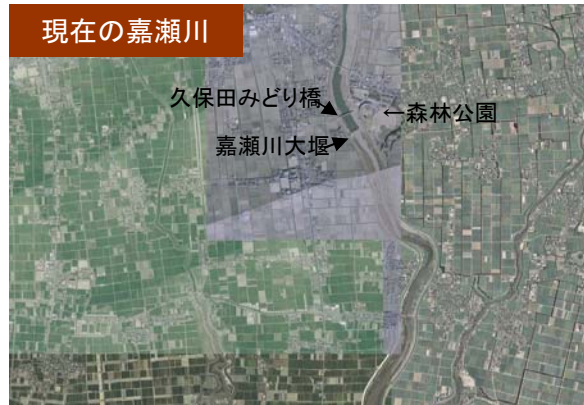 現在の嘉瀬川
久保田みどり橋
←森林公園
嘉瀬川大堰